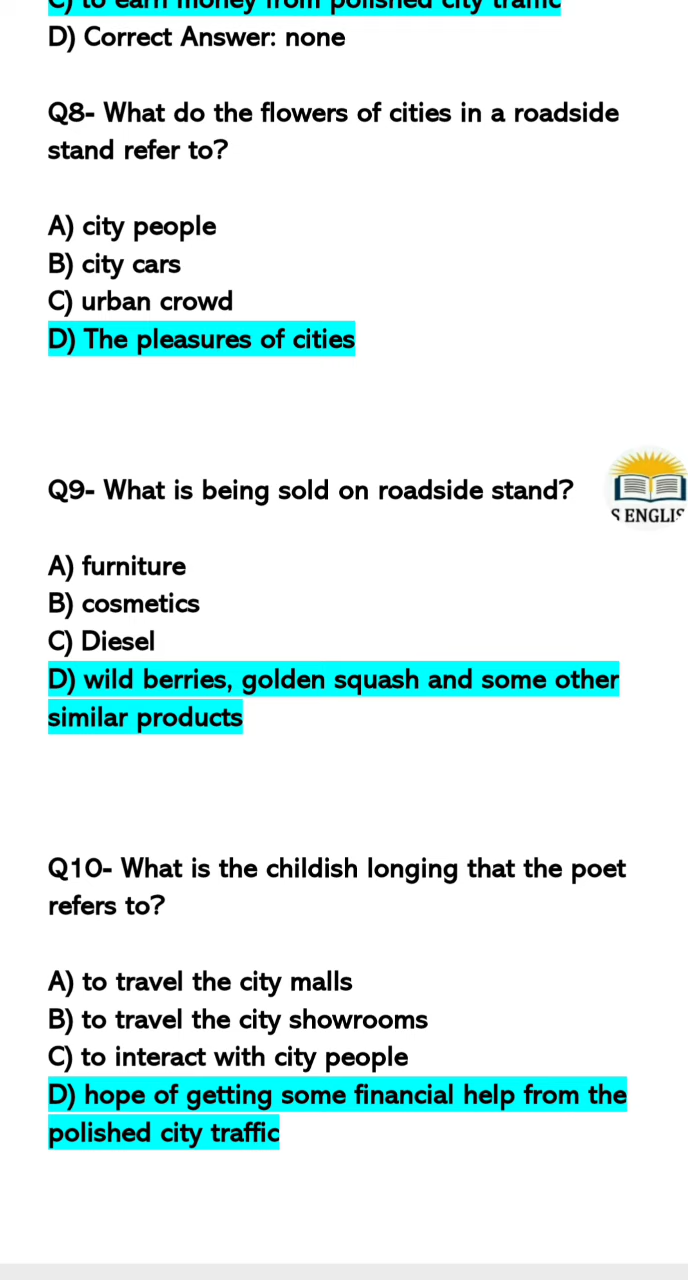 C) to earn money from polished city traffic
D) Correct Answer: none
Q8- What do the flowers of cities in a roadside
stand refer to?
A) city people
B) city cars
C) urban crowd
D) The pleasures of cities
Q9- What is being sold on roadside stand?
S ENGLIS
A) furniture
B) cosmetics
C) Diesel
D) wild berries, golden squash and some other
similar products
Q10- What is the childish longing that the poet
refers to?
A) to travel the city malls
B) to travel the city showrooms
C) to interact with city people
D) hope of getting some financial help from the
polished city traffic